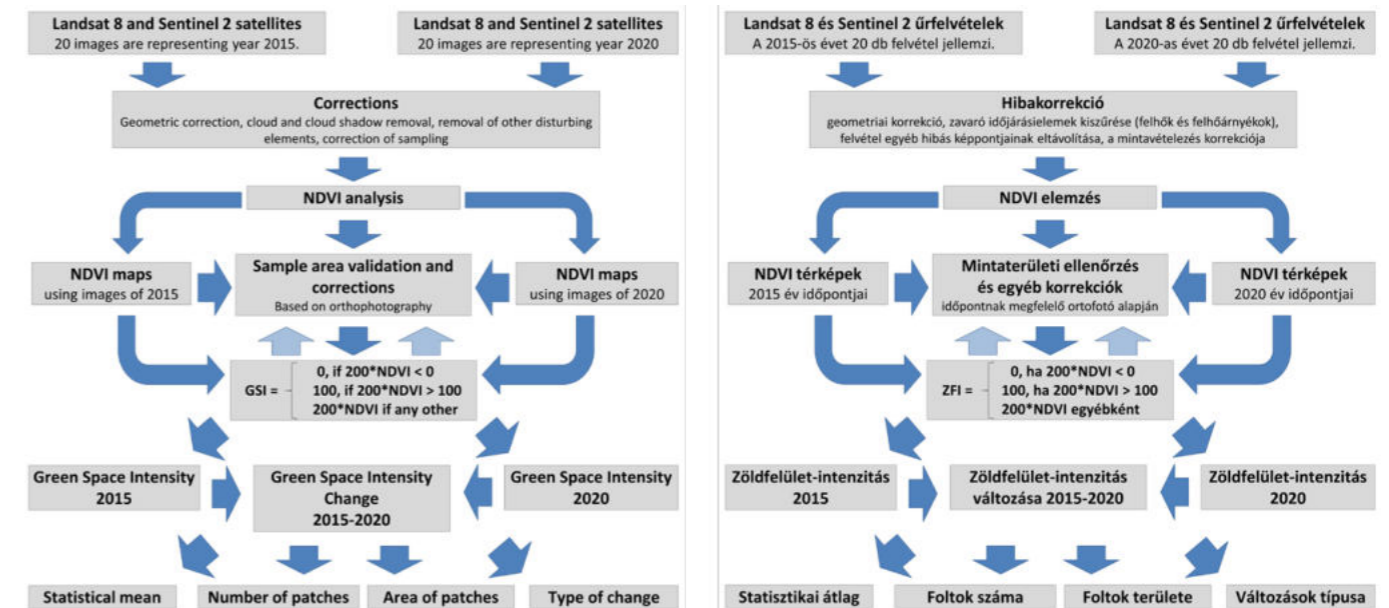 Landsat 8 and Sentinel 2 satellites
20 images are representing year 2015.
Landsat 8 and Sentinel 2 satellites
20 images are representing year 2020
Corrections
Geometric correction, cloud and cloud shadow removal, removal of other disturbing
elements, correction of sampling
NDVI analysis
NDVI maps
using images of 2015
Sample area validation and
corrections
Based on orthophotography
NDVI maps
using images of 2020
GSI =
0, if 200*NDVI < 0
100, if 200*NDVI > 100
200*NDVI if any other
Green Space Intensity
2015
Green Space Intensity
Change
2015-2020
Green Space Intensity
2020
Statistical mean
Number of patches
Area of patches
Type of change
Landsat 8 és Sentinel 2 űrfelvételek
A 2015-ös évet 20 db felvétel jellemzi.
Landsat 8 és Sentinel 2 űrfelvételek
A 2020-as évet 20 db felvétel jellemzi.
Hibakorrekció
geometriai korrekció, zavaró időjárásielemek kiszűrése (felhők és felhőárnyékok),
felvétel egyéb hibás képpontjainak eltávolítása, a mintavételezés korrekciója
NDVI elemzés
NDVI térképek
2015 év időpontjai
Mintaterületi ellenőrzés
és egyéb korrekciók
időpontnak megfelelő ortofotó alapján
NDVI térképek
2020 év időpontjai
ZFI =
0, ha 200*NDVI < 0
100, ha 200*NDVI > 100
200*NDVI egyébként
Zöldfelület-intenzitás
2015
Zöldfelület-intenzitás
változása 2015-2020
Zöldfelület-intenzitás
2020
Statisztikai átlag
Foltok száma
Foltok területe
Változások típusa